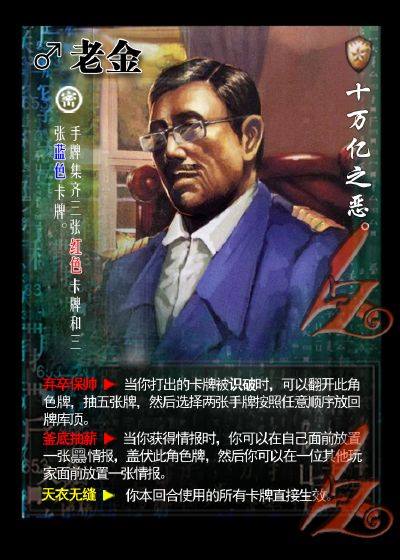 ♂老金
密
手牌集齐三张红色卡牌和三
张蓝色卡牌。
十万亿之恶。
弃卒保帅 ▶ 当你打出的卡牌被识破时，可以翻开此角
色牌，抽五张牌，然后选择两张手牌按照任意顺序放回
牌库顶。
釜底抽薪 ▶ 当你获得情报时，你可以在自己面前放置
一张黑情报，盖伏此角色牌，然后你可以在一位其他玩
家面前放置一张情报。
天衣无缝 ▶ 你本回合使用的所有卡牌直接生效。